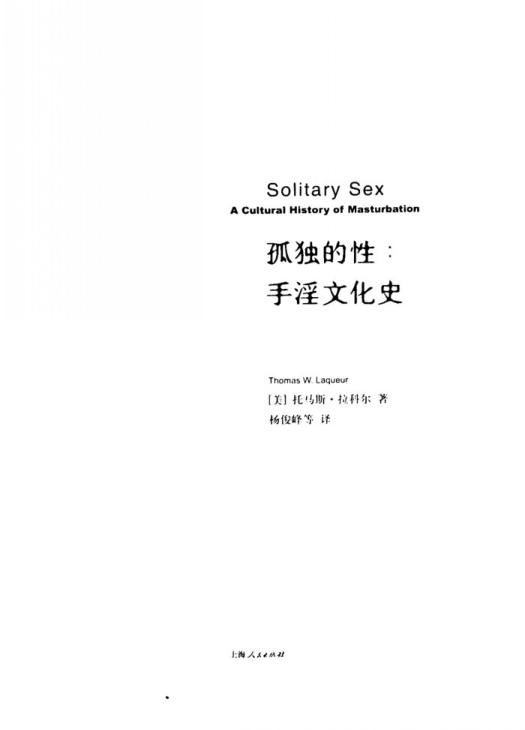 Solitary Sex
A Cultural History of Masturbation
孤独的性：
手淫文化史
Thomas W. Laqueur
［美］托马斯·拉科尔 著
杨俊峰等 译
上海人民出版社